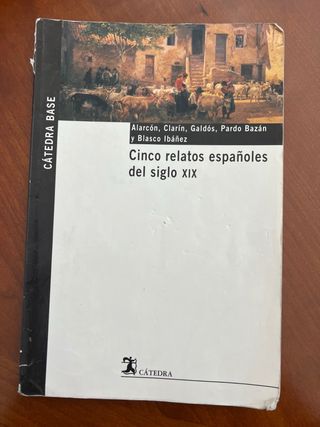 CÁTEDRA BASE
Alarcón, Clarín, Galdós, Pardo Bazán
y Blasco Ibáñez
Cinco relatos españoles
del siglo XIX
CÁTEDRA